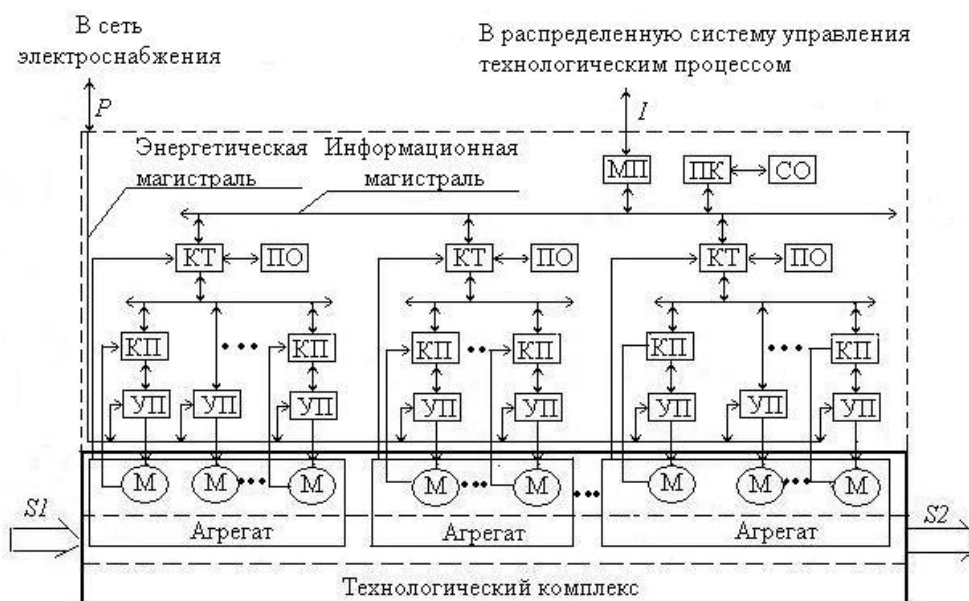 В сеть
электроснабжения
В распределенную систему управления
технологическим процессом
P
I
Энергетическая
магистраль
Информационная
магистраль
МП
ПК
СО
КТ
ПО
КТ
ПО
КТ
ПО
КП
КП
КП
КП
КП
КП
УП
УП
УП
УП
УП
УП
УП
УП
М
М
М
М
М
М
М
М
S1
S2
Агрегат
Агрегат
Агрегат
Технологический комплекс